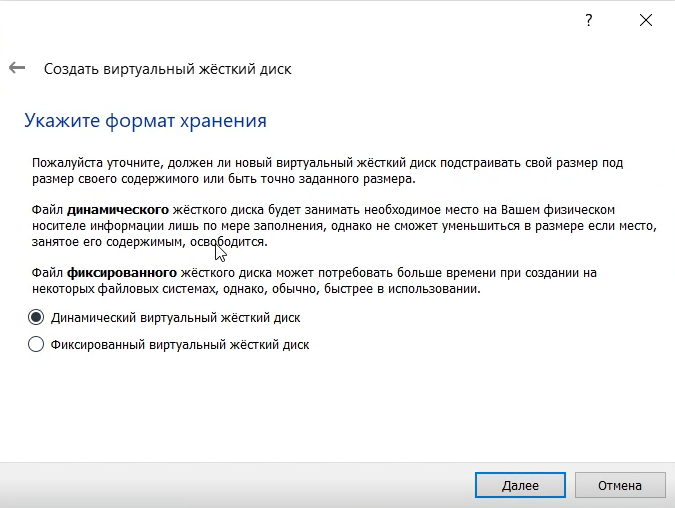 ?
Создать виртуальный жёсткий диск
Укажите формат хранения
Пожалуйста уточните, должен ли новый виртуальный жёсткий диск подстраивать свой размер под
размер своего содержимого или быть точно заданного размера.
Файл динамического жёсткого диска будет занимать необходимое место на Вашем физическом
носителе информации лишь по мере заполнения, однако не сможет уменьшиться в размере если место,
занятое его содержимым, освободится.
Файл фиксированного жёсткого диска может потребовать больше времени при создании на
некоторых файловых системах, однако, обычно, быстрее в использовании.
Динамический виртуальный жёсткий диск
Фиксированный виртуальный жёсткий диск
Далее
Отмена